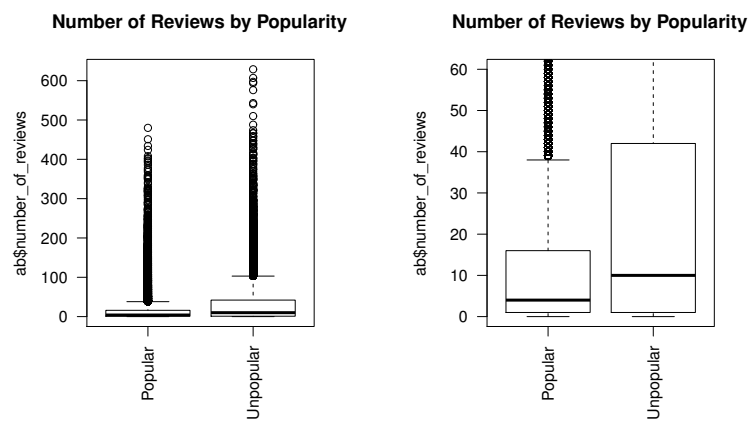 Number of Reviews by Popularity
ab$number_of_reviews
600
500
400
300
200
100
0
Popular
Unpopular
Number of Reviews by Popularity
ab$number_of_reviews
60
50
40
30
20
10
0
Popular
Unpopular